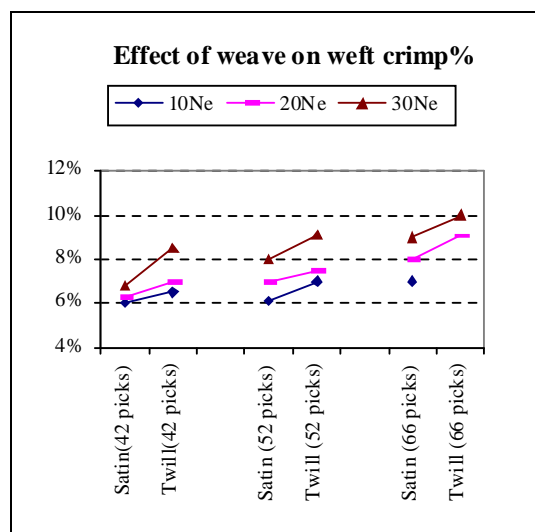 Effect of weave on weft crimp%
10Ne 20Ne 30Ne
12%
10%
8%
6%
4%
Satin(42 picks)
Twill(42 picks)
Satin (52 picks)
Twill (52 picks)
Satin (66 picks)
Twill (66 picks)